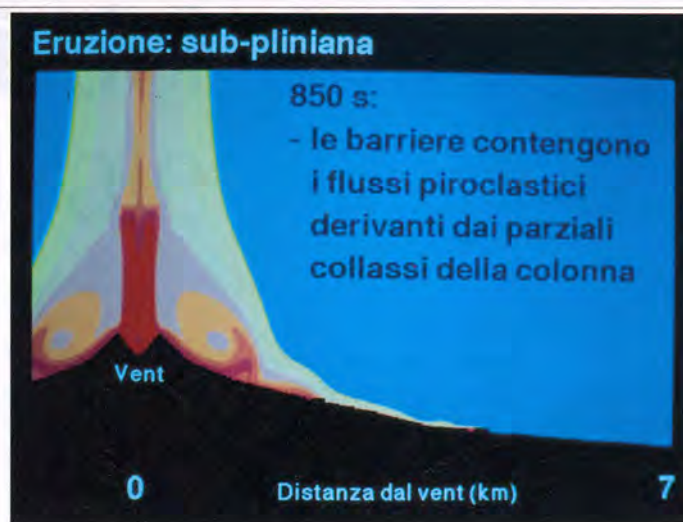 Eruzione: sub-pliniana
850 s:
- le barriere contengono
i flussi piroclastici
derivanti dai parziali
collassi della colonna
Vent
0
Distanza dal vent (km)
7